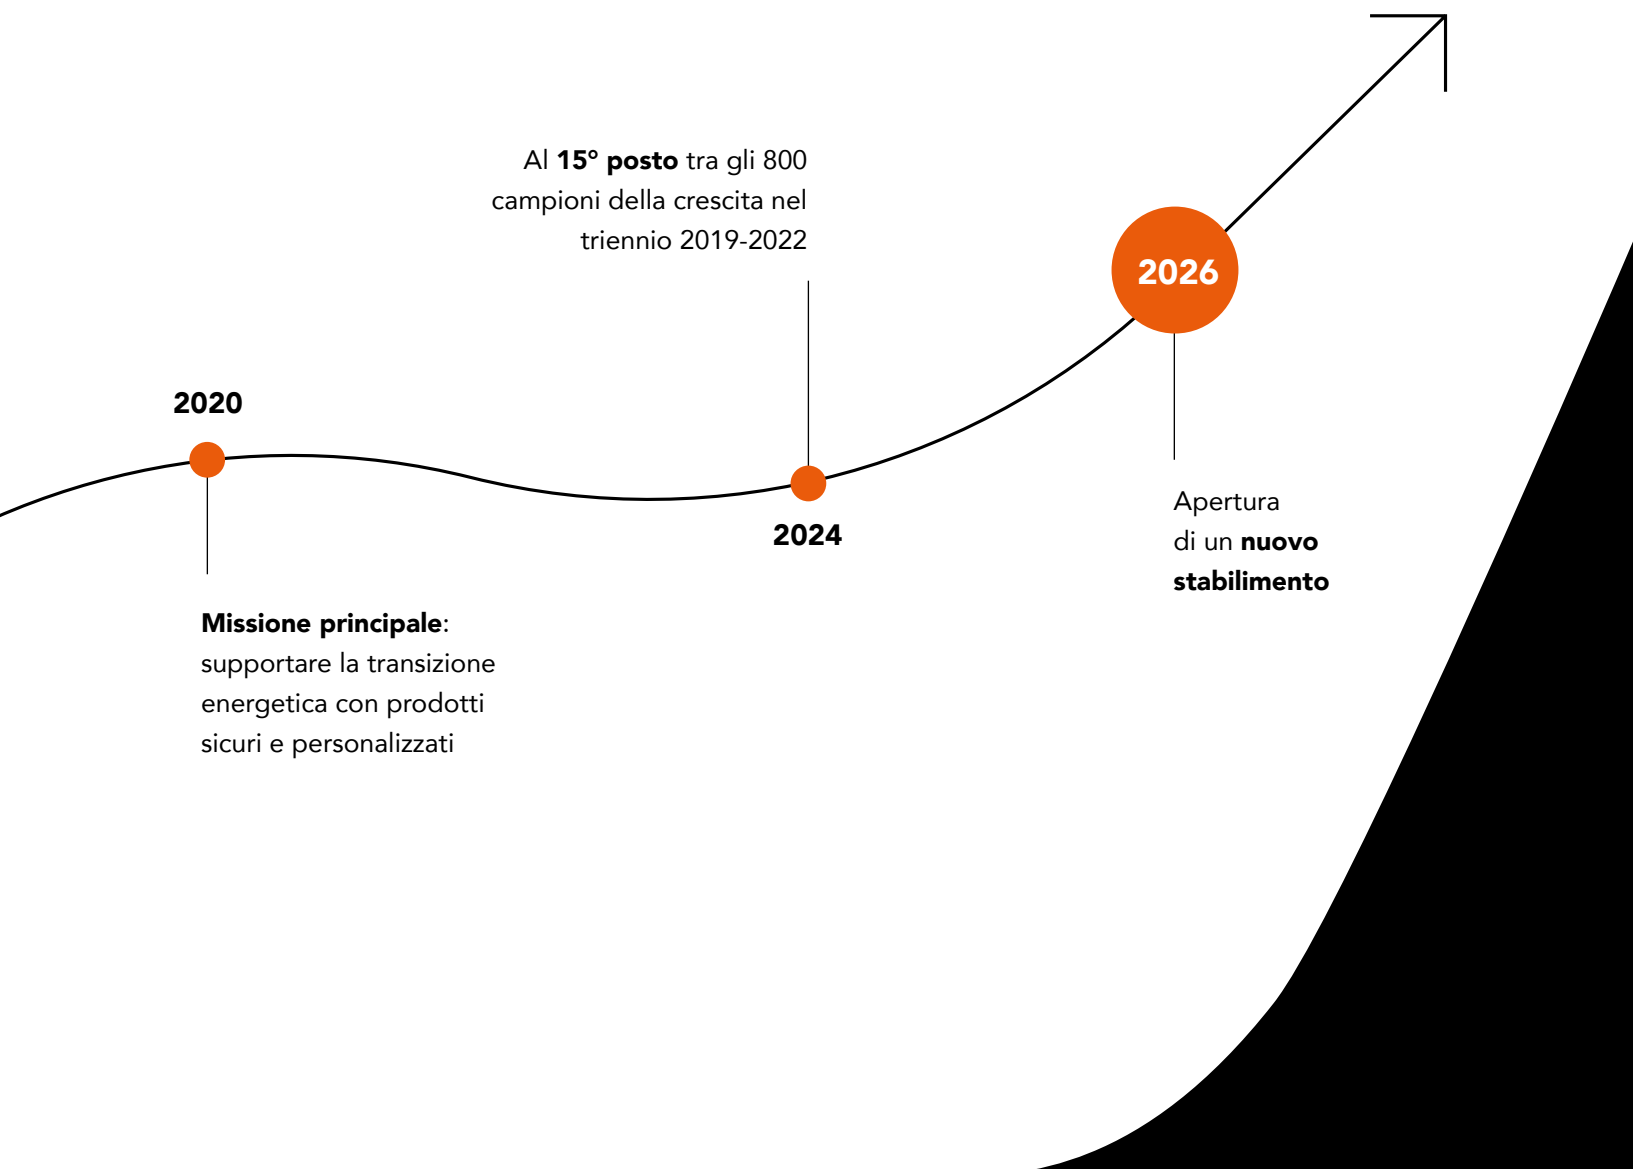 2020
Missione principale:
supportare la transizione
energetica con prodotti
sicuri e personalizzati
Al 15° posto tra gli 800
campioni della crescita nel
triennio 2019-2022
2024
2026
Apertura
di un nuovo
stabilimento